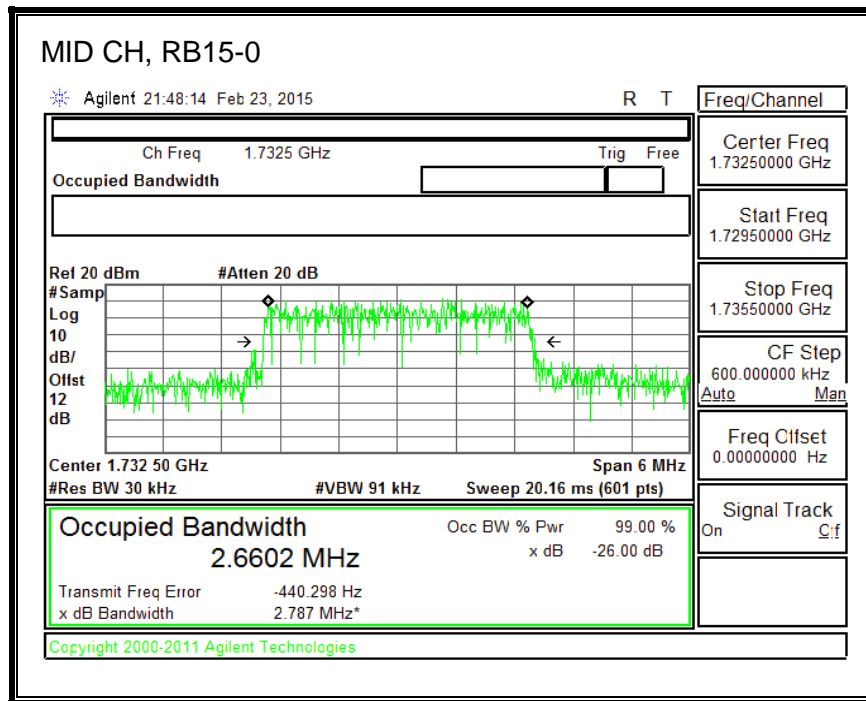 MID CH, RB15-0
Agilent 21:48:14 Feb 23, 2015 R T
Freq/Channel
Ch Freq 1.7325 GHz Trig Free
Occupied Bandwidth
Center Freq
1.73250000 GHz
Start Freq
1.72950000 GHz
Stop Freq
1.73550000 GHz
CF Step
600.000000 kHz
Auto Man
Freq Offset
0.00000000 Hz
Signal Track
On Off
Ref 20 dBm #Atten 20 dB
#Samp
Log
10
dB/
Offst
12
dB
Center 1.732 50 GHz Span 6 MHz
#Res BW 30 kHz #VBW 91 kHz Sweep 20.16 ms (601 pts)
Occupied Bandwidth
2.6602 MHz
Occ BW % Pwr 99.00 %
x dB -26.00 dB
Transmit Freq Error -440.298 Hz
x dB Bandwidth 2.787 MHz*
Copyright 2000-2011 Agilent Technologies